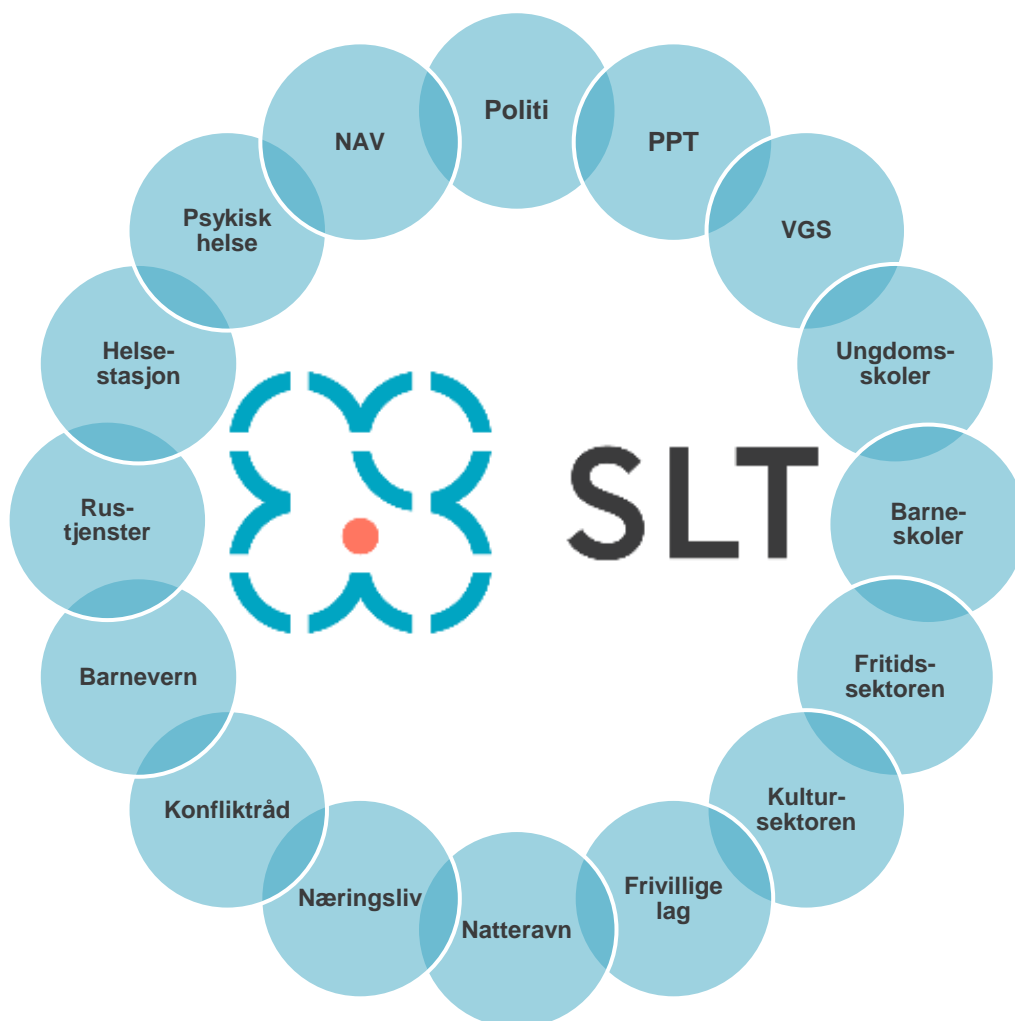 Politi
PPT
VGS
Ungdoms-
skoler
Barne-
skoler
Fritids-
sektoren
Kultur-
sektoren
Frivillige
lag
Natteravn
Næringsliv
Konfliktråd
Barnevern
Rus-
tjenster
Helse-
stasjon
Psykisk
helse
NAV
SLT